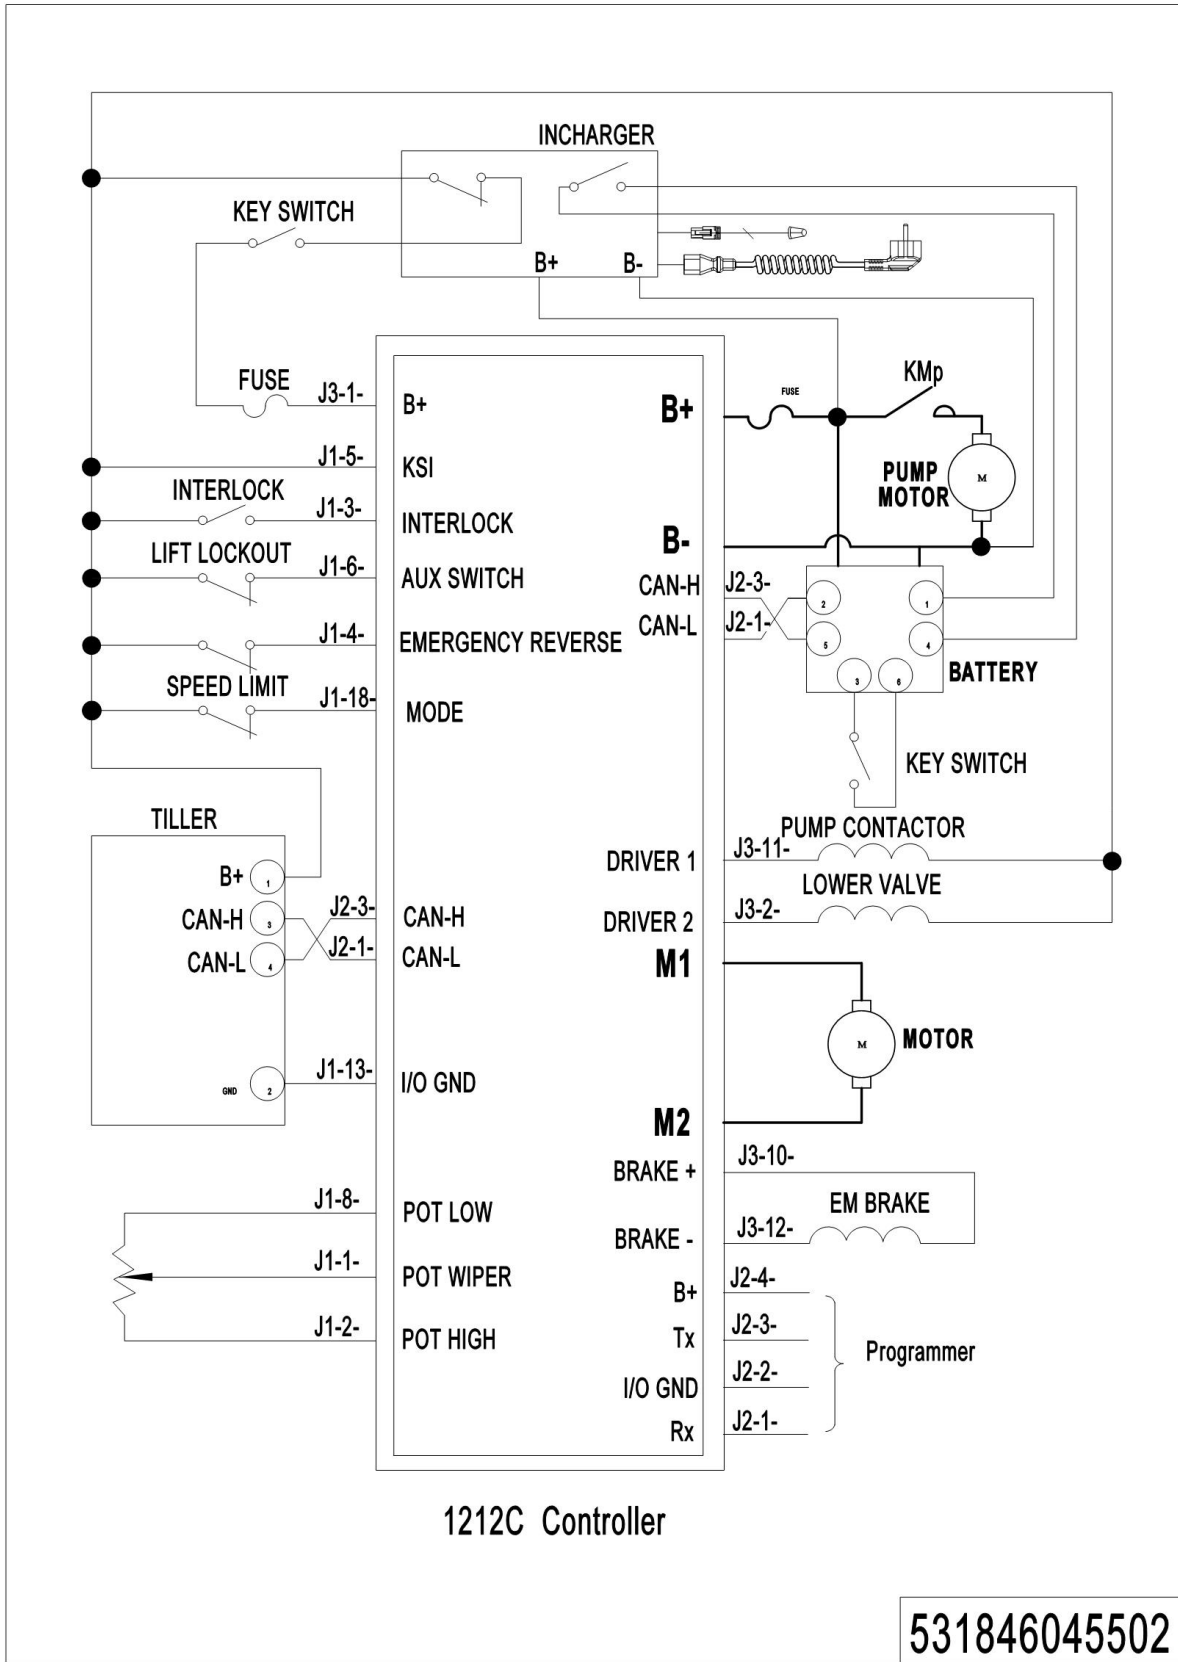 INCHARGER
KEY SWITCH
B+
B-
FUSE
J3-1-
B+
J1-5-
KSI
INTERLOCK
J1-3-
INTERLOCK
LIFT LOCKOUT
J1-6-
AUX SWITCH
J1-4-
EMERGENCY REVERSE
SPEED LIMIT
J1-18-
MODE
TILLER
B+
1
CAN-H
3
J2-3-
CAN-H
CAN-L
4
J2-1-
CAN-L
GND
2
J1-13-
I/O GND
J1-8-
POT LOW
J1-1-
POT WIPER
J1-2-
POT HIGH
B+
FUSE
KMp
PUMP
MOTOR
M
B-
CAN-H
J2-3-
CAN-L
J2-1-
2
1
5
4
3
6
BATTERY
KEY SWITCH
PUMP CONTACTOR
DRIVER 1
J3-11-
LOWER VALVE
DRIVER 2
J3-2-
M1
M
MOTOR
M2
BRAKE +
J3-10-
EM BRAKE
BRAKE -
J3-12-
B+
J2-4-
Tx
J2-3-
I/O GND
J2-2-
Rx
J2-1-
Programmer
1212C Controller
531846045502